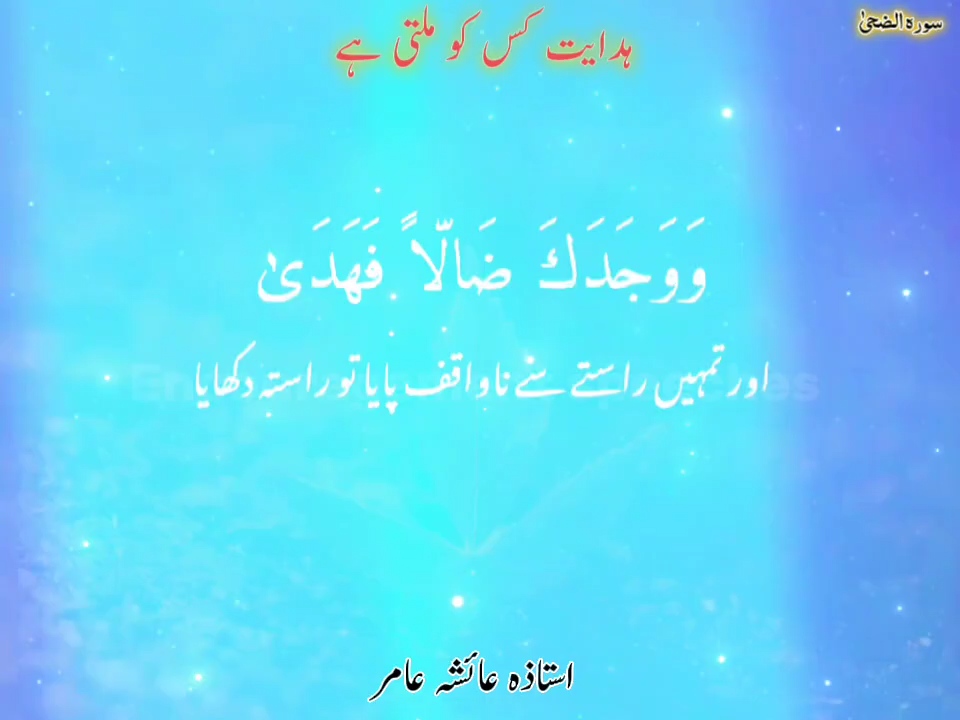 سورۃ الضحیٰ
ہدایت کس کو ملتی ہے
وَوَجَدَكَ ضَالّاً فَهَدَىٰ
اور تمہیں راستے سے ناواقف پایا تو راستہ دکھایا
استاذہ عائشہ عامر